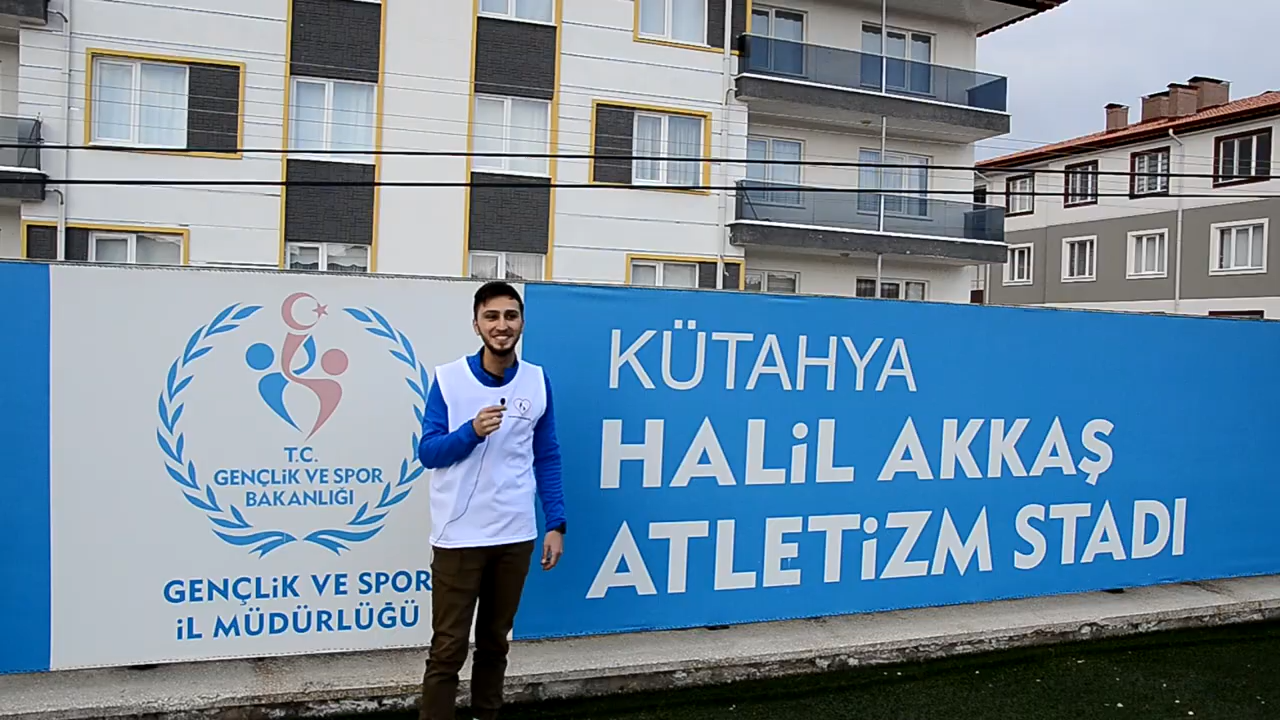 T.C.
GENÇLİK VE SPOR
BAKANLIĞI
GENÇLİK VE SPOR
İL MÜDÜRLÜĞÜ
KÜTAHYA
HALİL AKKAŞ
ATLETİZM STADI